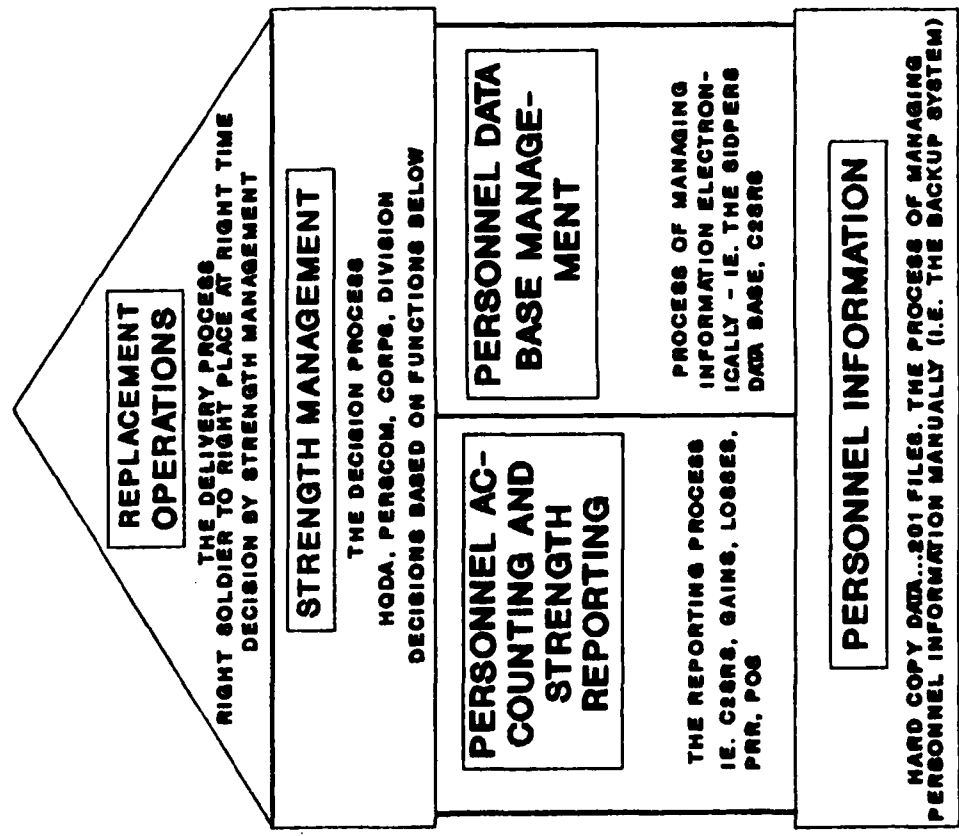 REPLACEMENT
OPERATIONS
THE DELIVERY PROCESS
RIGHT SOLDIER TO RIGHT PLACE AT RIGHT TIME
DECISION BY STRENGTH MANAGEMENT
STRENGTH MANAGEMENT
THE DECISION PROCESS
HQDA, PERSCOM, CORPS, DIVISION
DECISIONS BASED ON FUNCTIONS BELOW
PERSONNEL AC-
COUNTING AND
STRENGTH
REPORTING
THE REPORTING PROCESS
IE. C2SRS, GAINS, LOSSES,
PRR, POS
PERSONNEL DATA
BASE MANAGE-
MENT
PROCESS OF MANAGING
INFORMATION ELECTRON-
ICALLY - IE. THE SIDPERS
DATA BASE, C2SRS
PERSONNEL INFORMATION
HARD COPY DATA...201 FILES. THE PROCESS OF MANAGING
PERSONNEL INFORMATION MANUALLY (I.E. THE BACKUP SYSTEM)